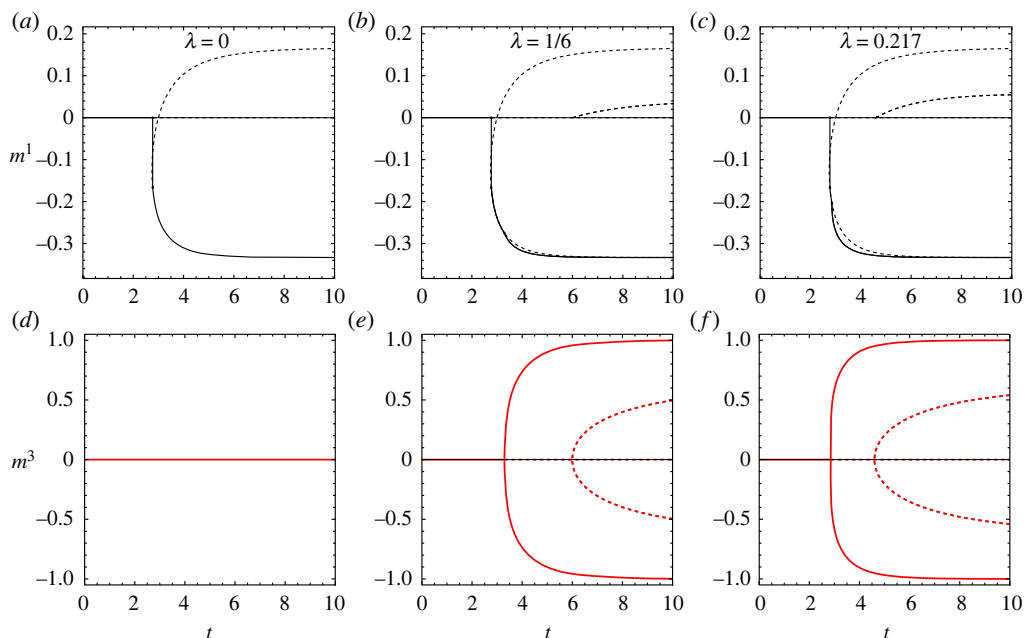 (a) (b) (c)
λ = 0 λ = 1/6 λ = 0.217
0.2 0.2 0.2
0.1 0.1 0.1
0 0 0
m¹ –0.1 –0.1 –0.1
–0.2 –0.2 –0.2
–0.3 –0.3 –0.3
0 2 4 6 8 10 0 2 4 6 8 10 0 2 4 6 8 10
(d) (e) (f)
1.0 1.0 1.0
0.5 0.5 0.5
m³ 0 0 0
–0.5 –0.5 –0.5
–1.0 –1.0 –1.0
0 2 4 6 8 10 0 2 4 6 8 10 0 2 4 6 8 10
t t t